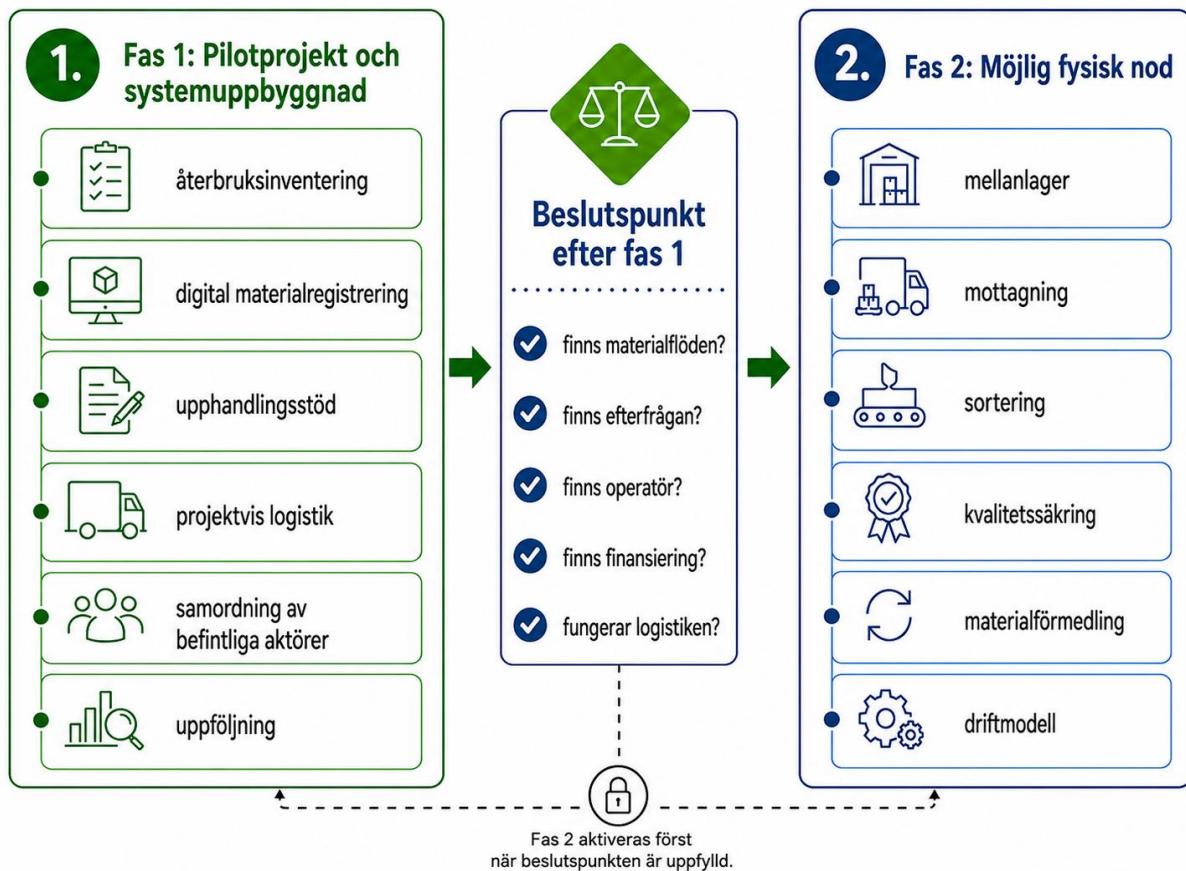 1.
Fas 1: Pilotprojekt och
systemuppbyggnad
återbruksinventering
digital materialregistrering
upphandlingsstöd
projektvis logistik
samordning av
befintliga aktörer
uppföljning
Beslutspunkt
efter fas 1
finns materialflöden?
finns efterfrågan?
finns operatör?
finns finansiering?
fungerar logistiken?
2.
Fas 2: Möjlig fysisk nod
mellanlager
mottagning
sortering
kvalitetssäkring
materialförmedling
driftmodell
Fas 2 aktiveras först
när beslutspunkten är uppfylld.